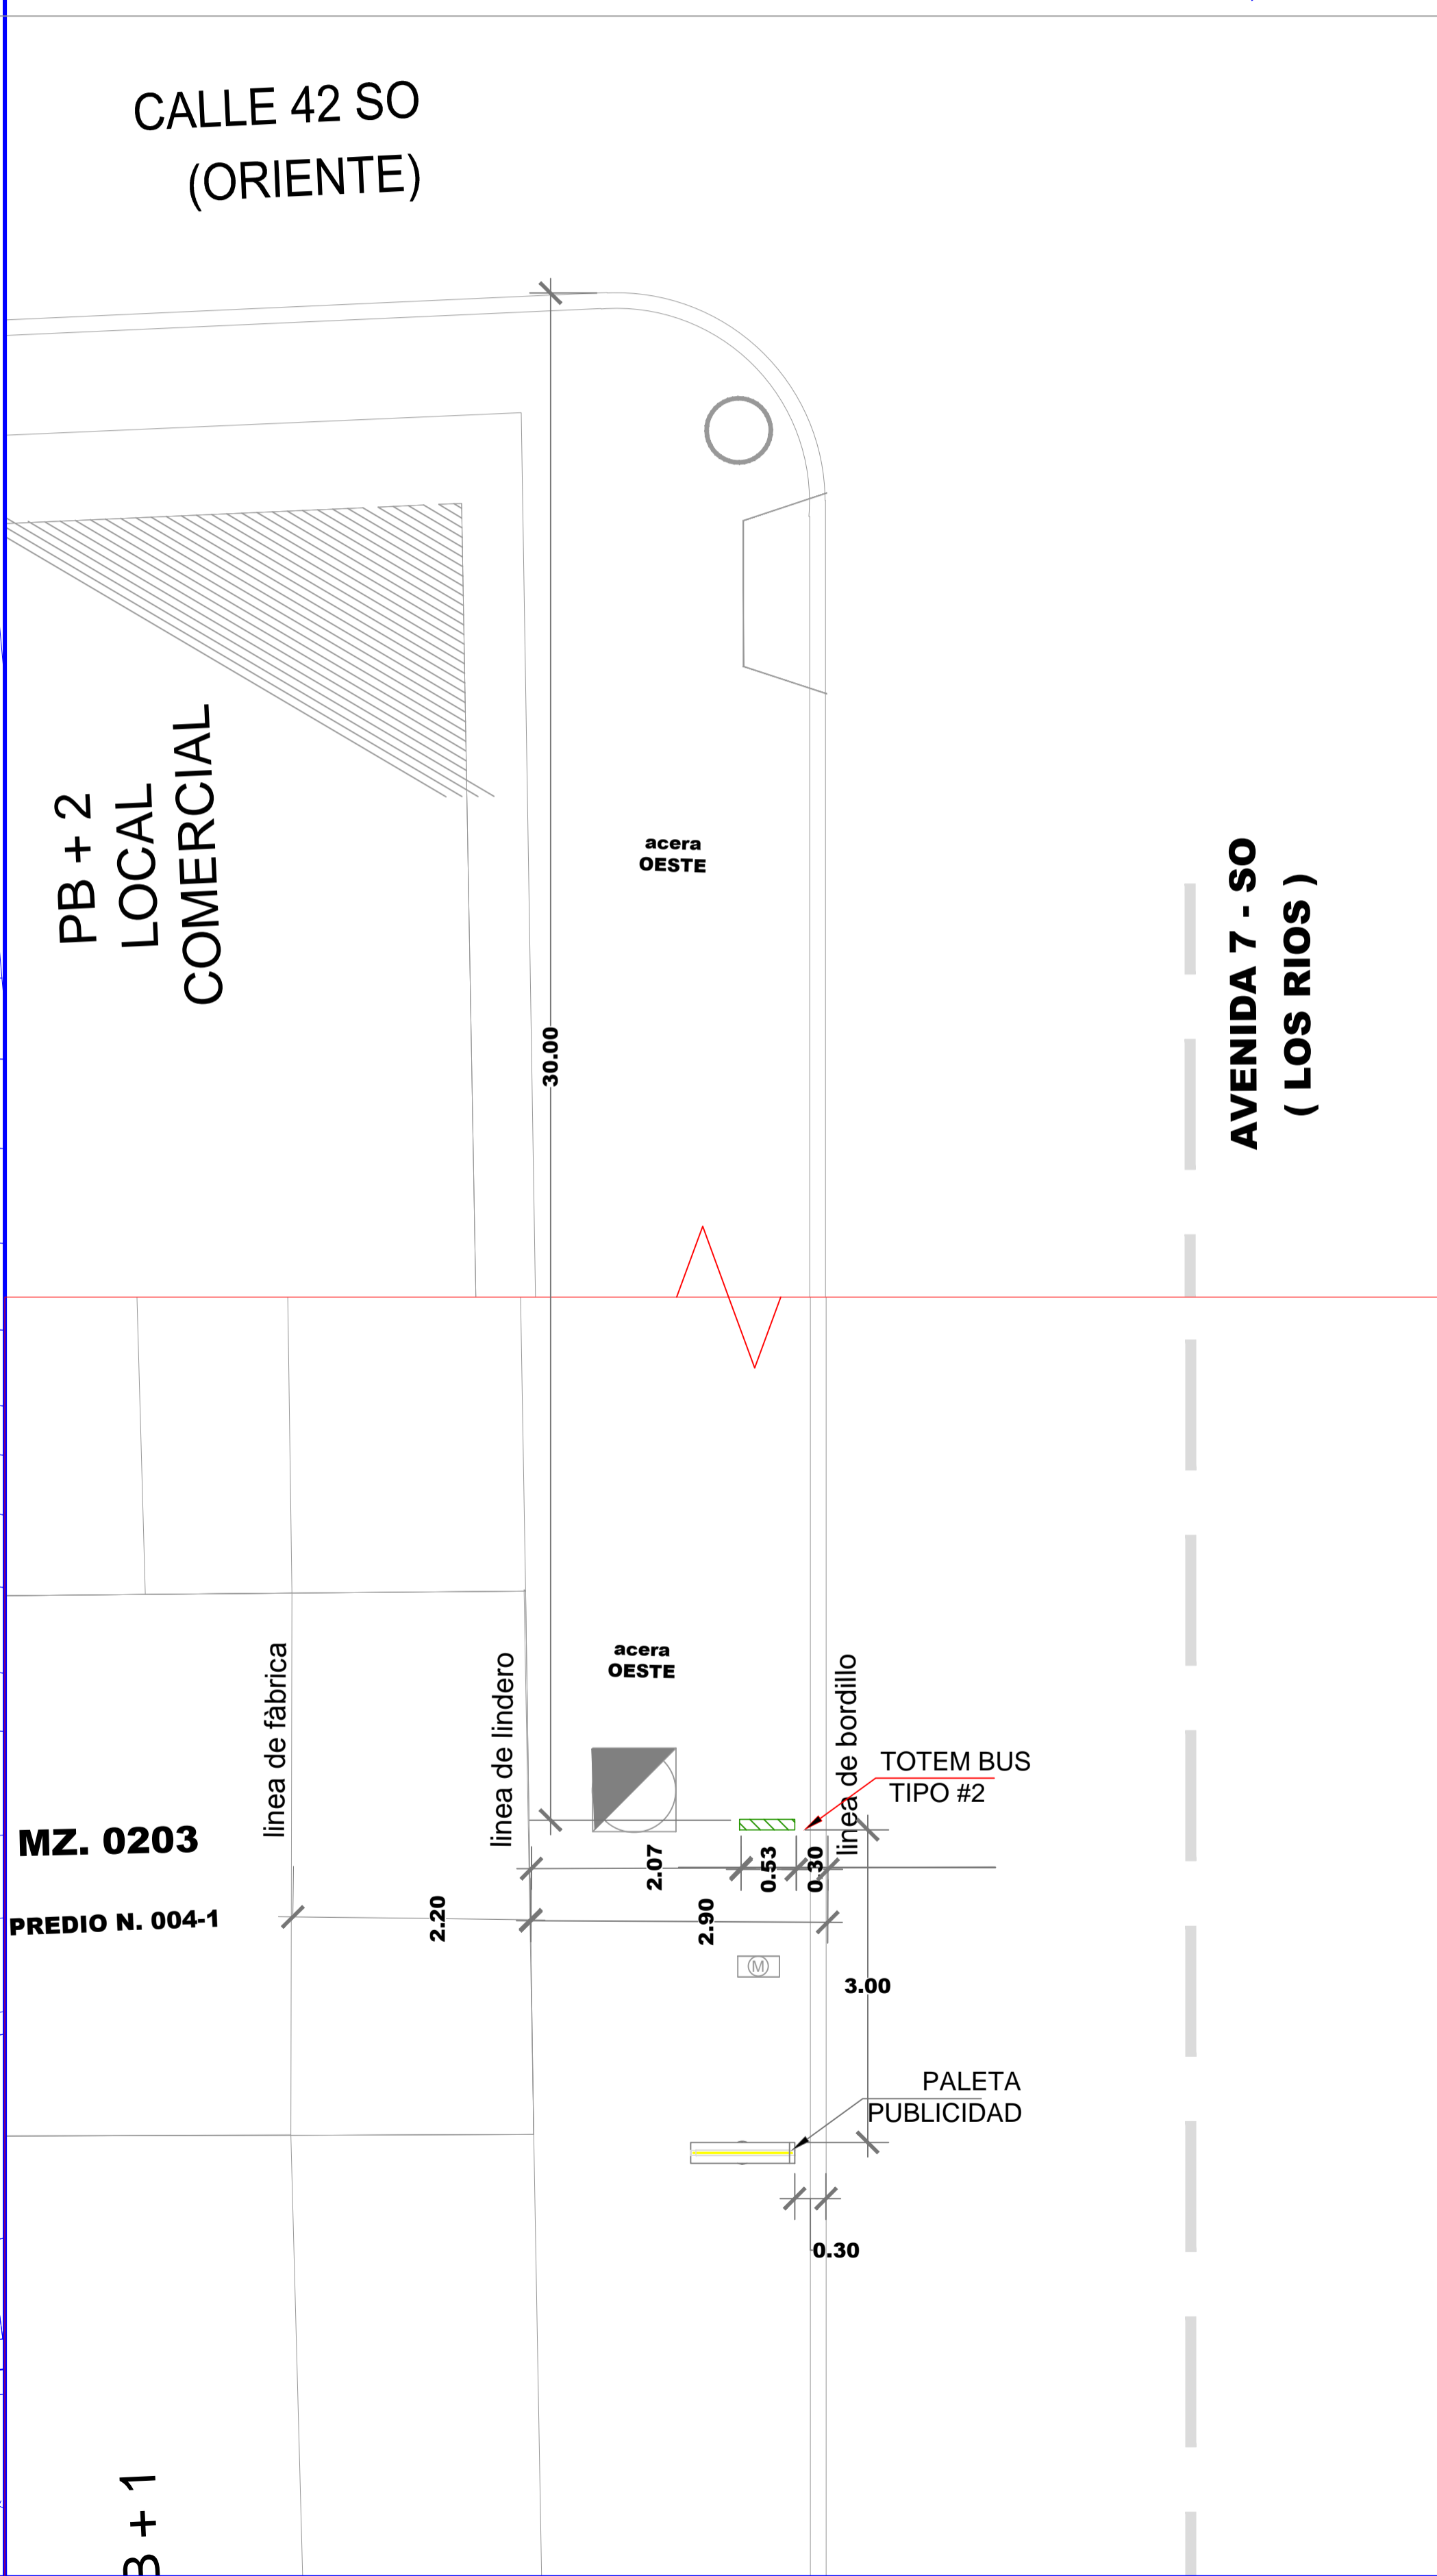 CALLE 42 SO
(ORIENTE)
PB + 2
LOCAL
COMERCIAL
acera
OESTE
30.00
AVENIDA 7 - SO
( LOS RIOS )
acera
OESTE
linea de fàbrica
linea de lindero
linea de bordillo
TOTEM BUS
TIPO #2
MZ. 0203
PREDIO N. 004-1
2.07
0.53
0.30
2.20
2.90
M
3.00
PALETA
PUBLICIDAD
0.30
B + 1